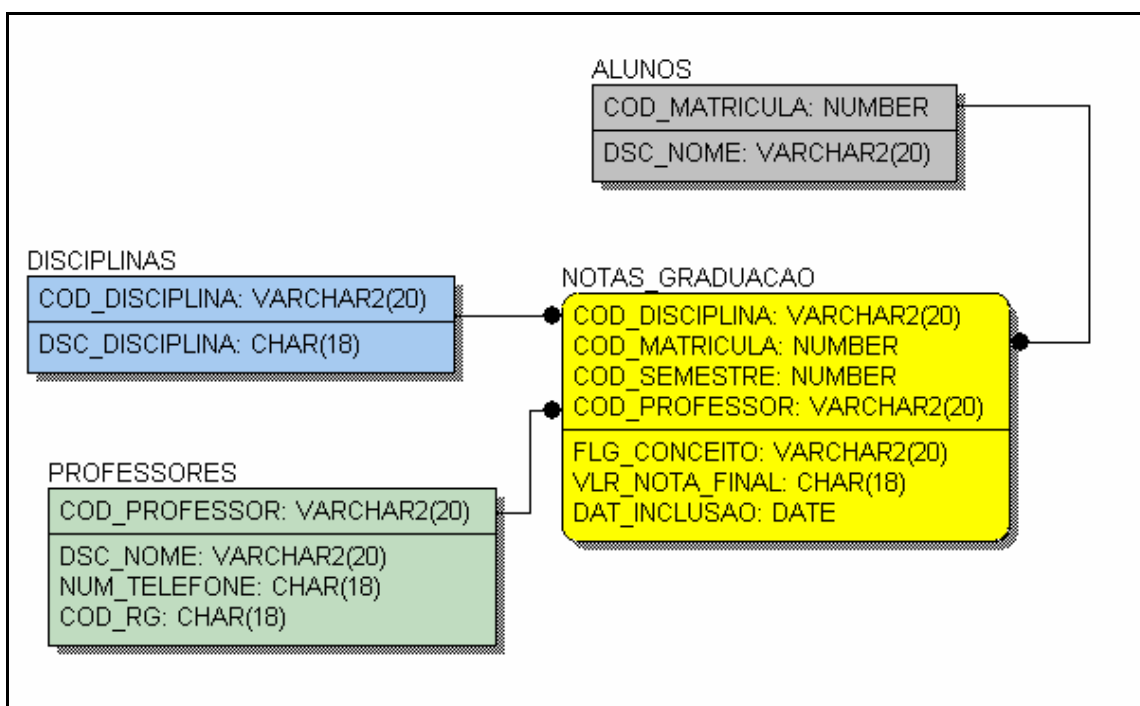 ALUNOS
COD_MATRICULA: NUMBER
DSC_NOME: VARCHAR2(20)
DISCIPLINAS
COD_DISCIPLINA: VARCHAR2(20)
DSC_DISCIPLINA: CHAR(18)
NOTAS_GRADUACAO
COD_DISCIPLINA: VARCHAR2(20)
COD_MATRICULA: NUMBER
COD_SEMESTRE: NUMBER
COD_PROFESSOR: VARCHAR2(20)
FLG_CONCEITO: VARCHAR2(20)
VLR_NOTA_FINAL: CHAR(18)
DAT_INCLUSAO: DATE
PROFESSORES
COD_PROFESSOR: VARCHAR2(20)
DSC_NOME: VARCHAR2(20)
NUM_TELEFONE: CHAR(18)
COD_RG: CHAR(18)